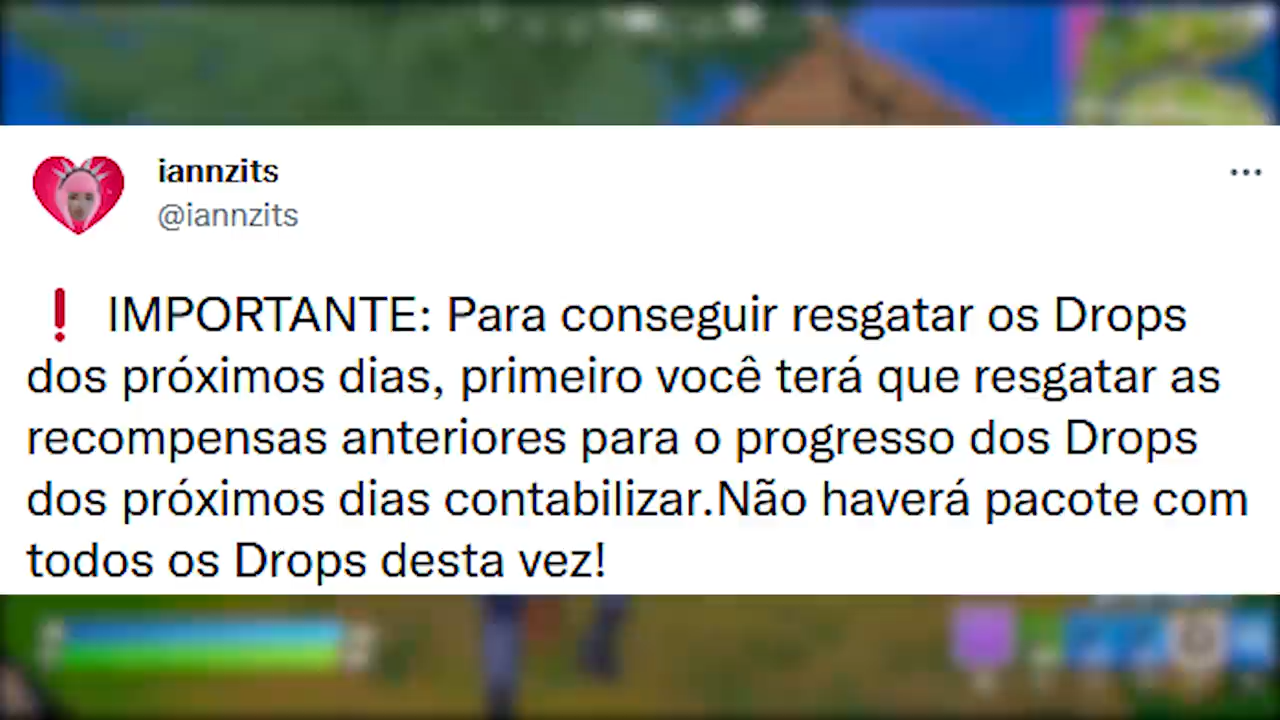 iannzits
@iannzits
❗ IMPORTANTE: Para conseguir resgatar os Drops
dos próximos dias, primeiro você terá que resgatar as
recompensas anteriores para o progresso dos Drops
dos próximos dias contabilizar.Não haverá pacote com
todos os Drops desta vez!